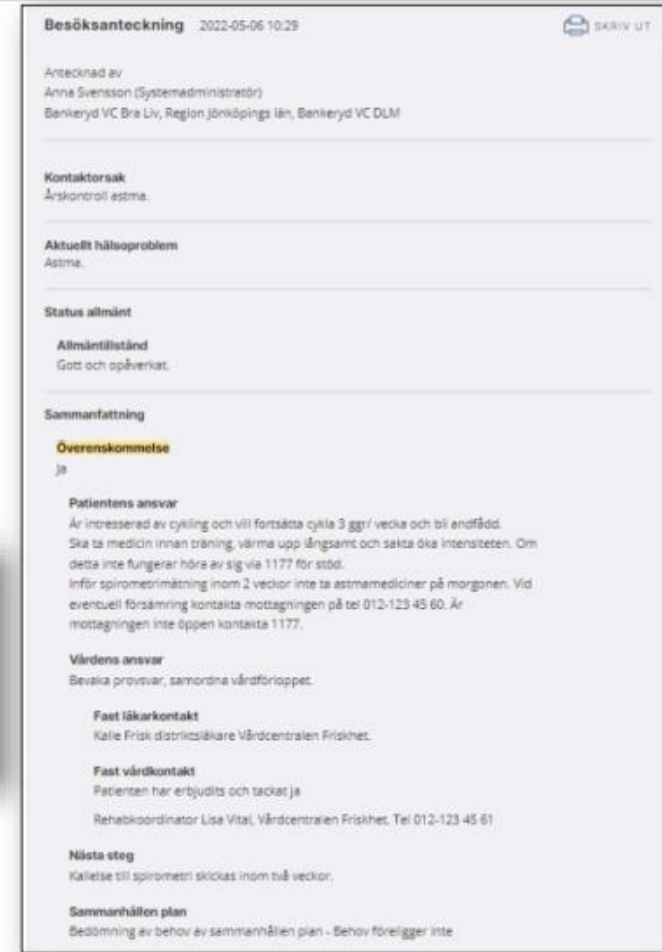 Besöksanteckning 2022-05-06 10:29
SKRIV UT
Antecknad av
Anna Svensson (Systemadministratör)
Bankeryd VC Bra Liv, Region Jönköpings län, Bankeryd VC DLM
Kontaktorsak
Årskontroll astma.
Aktuellt hälsoproblem
Astma.
Status allmänt
Allmäntillstånd
Gott och opåverkat.
Sammanfattning
Överenskommelse
Ja
Patientens ansvar
Är intresserad av cykling och vill fortsätta cykla 3 ggr/ vecka och bli andfådd.
Ska ta medicin innan träning, värma upp långsamt och sakta öka intensiteten. Om
detta inte fungerar höra av sig via 1177 för stöd.
Inför spirometrimätning inom 2 veckor inte ta astmamediciner på morgonen. Vid
eventuell försämring kontakta mottagningen på tel 012-123 45 60. Är
mottagningen inte öppen kontakta 1177.
Vårdens ansvar
Bevaka provsvar, samordna vårdförloppet.
Fast läkarkontakt
Kalle Frisk distriktsläkare Vårdcentralen Friskhet.
Fast vårdkontakt
Patienten har erbjudits och tackat ja
Rehabkoordinator Lisa Vital, Vårdcentralen Friskhet. Tel 012-123 45 61
Nästa steg
Kallelse till spirometri skickas inom två veckor.
Sammanhållen plan
Bedömning av behov av sammanhållen plan - Behov föreligger inte